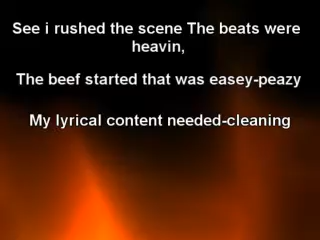 See i rushed the scene The beats were
heavin,
The beef started that was easey-peazy
My lyrical content needed-cleaning